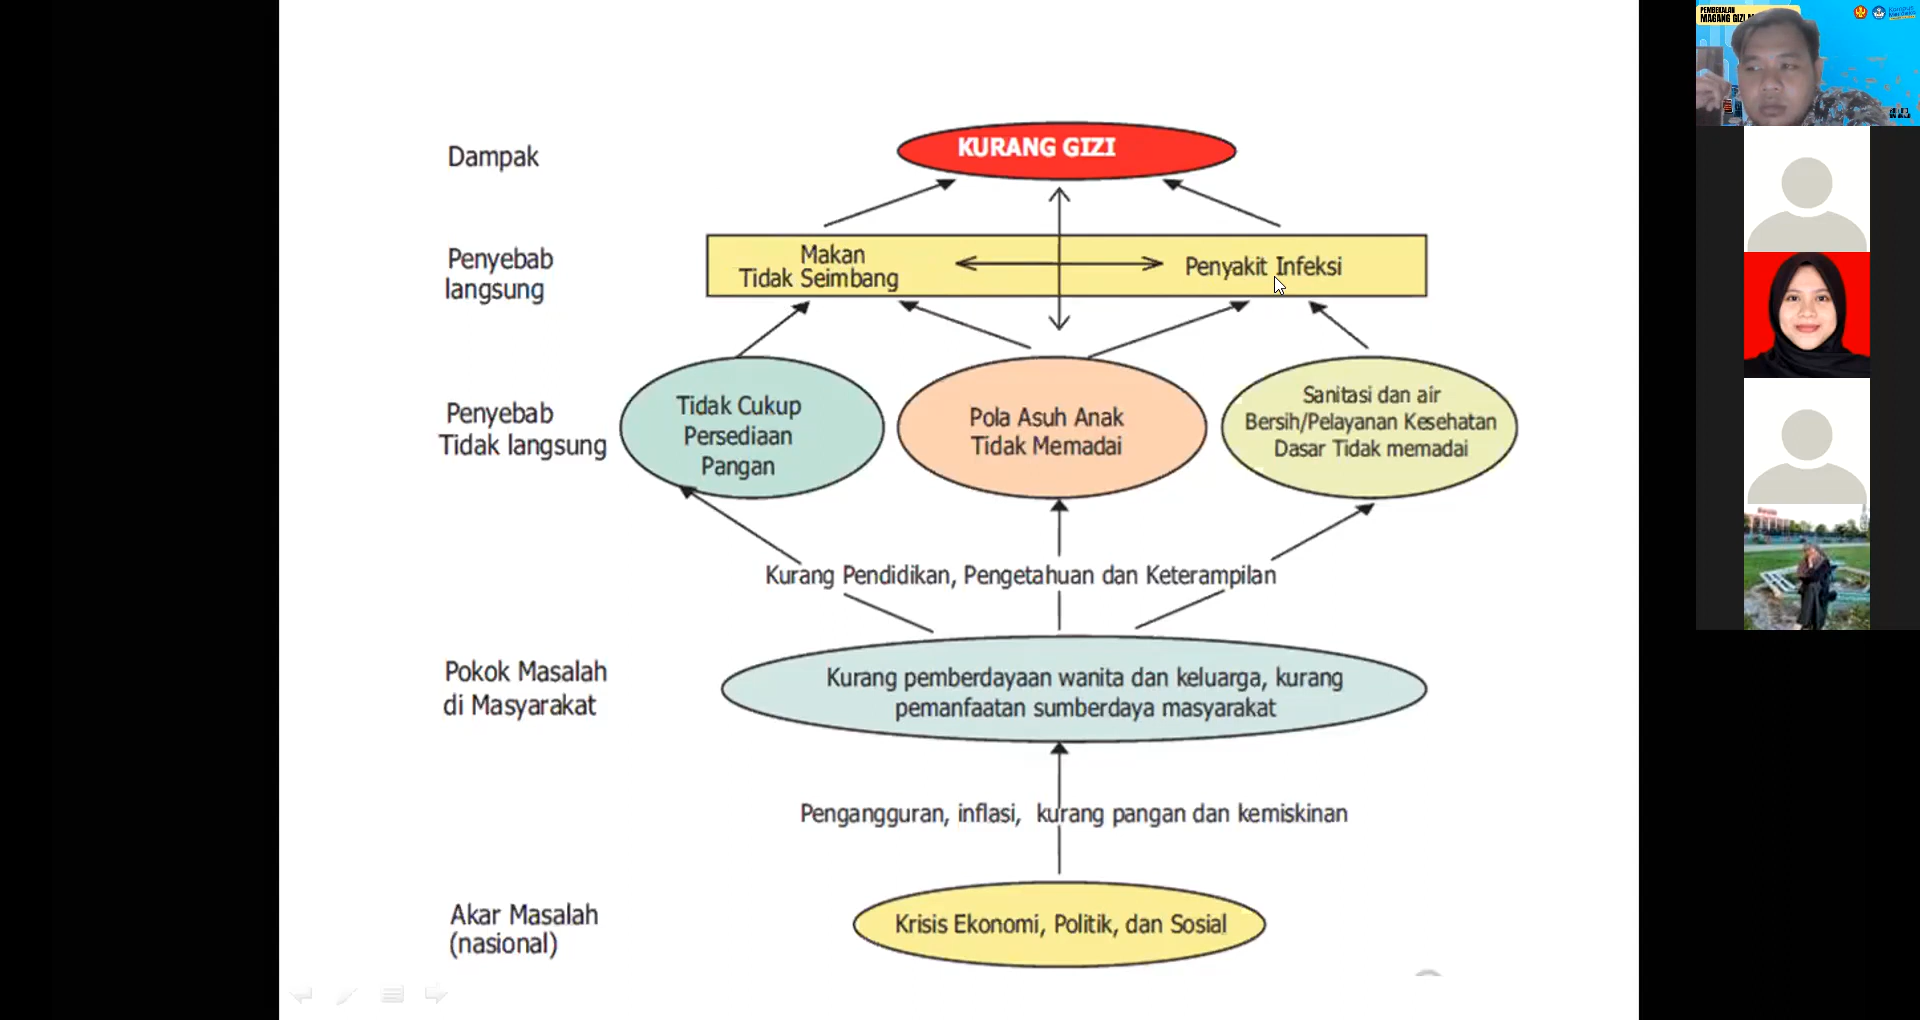 PEMBEKALAN
MAGANG GIZI
Dampak
KURANG GIZI
Penyebab
langsung
Makan
Tidak Seimbang
Penyakit Infeksi
Penyebab
Tidak langsung
Tidak Cukup
Persediaan
Pangan
Pola Asuh Anak
Tidak Memadai
Sanitasi dan air
Bersih/Pelayanan Kesehatan
Dasar Tidak memadai
Kurang Pendidikan, Pengetahuan dan Keterampilan
Pokok Masalah
di Masyarakat
Kurang pemberdayaan wanita dan keluarga, kurang
pemanfaatan sumberdaya masyarakat
Pengangguran, inflasi, kurang pangan dan kemiskinan
Akar Masalah
(nasional)
Krisis Ekonomi, Politik, dan Sosial